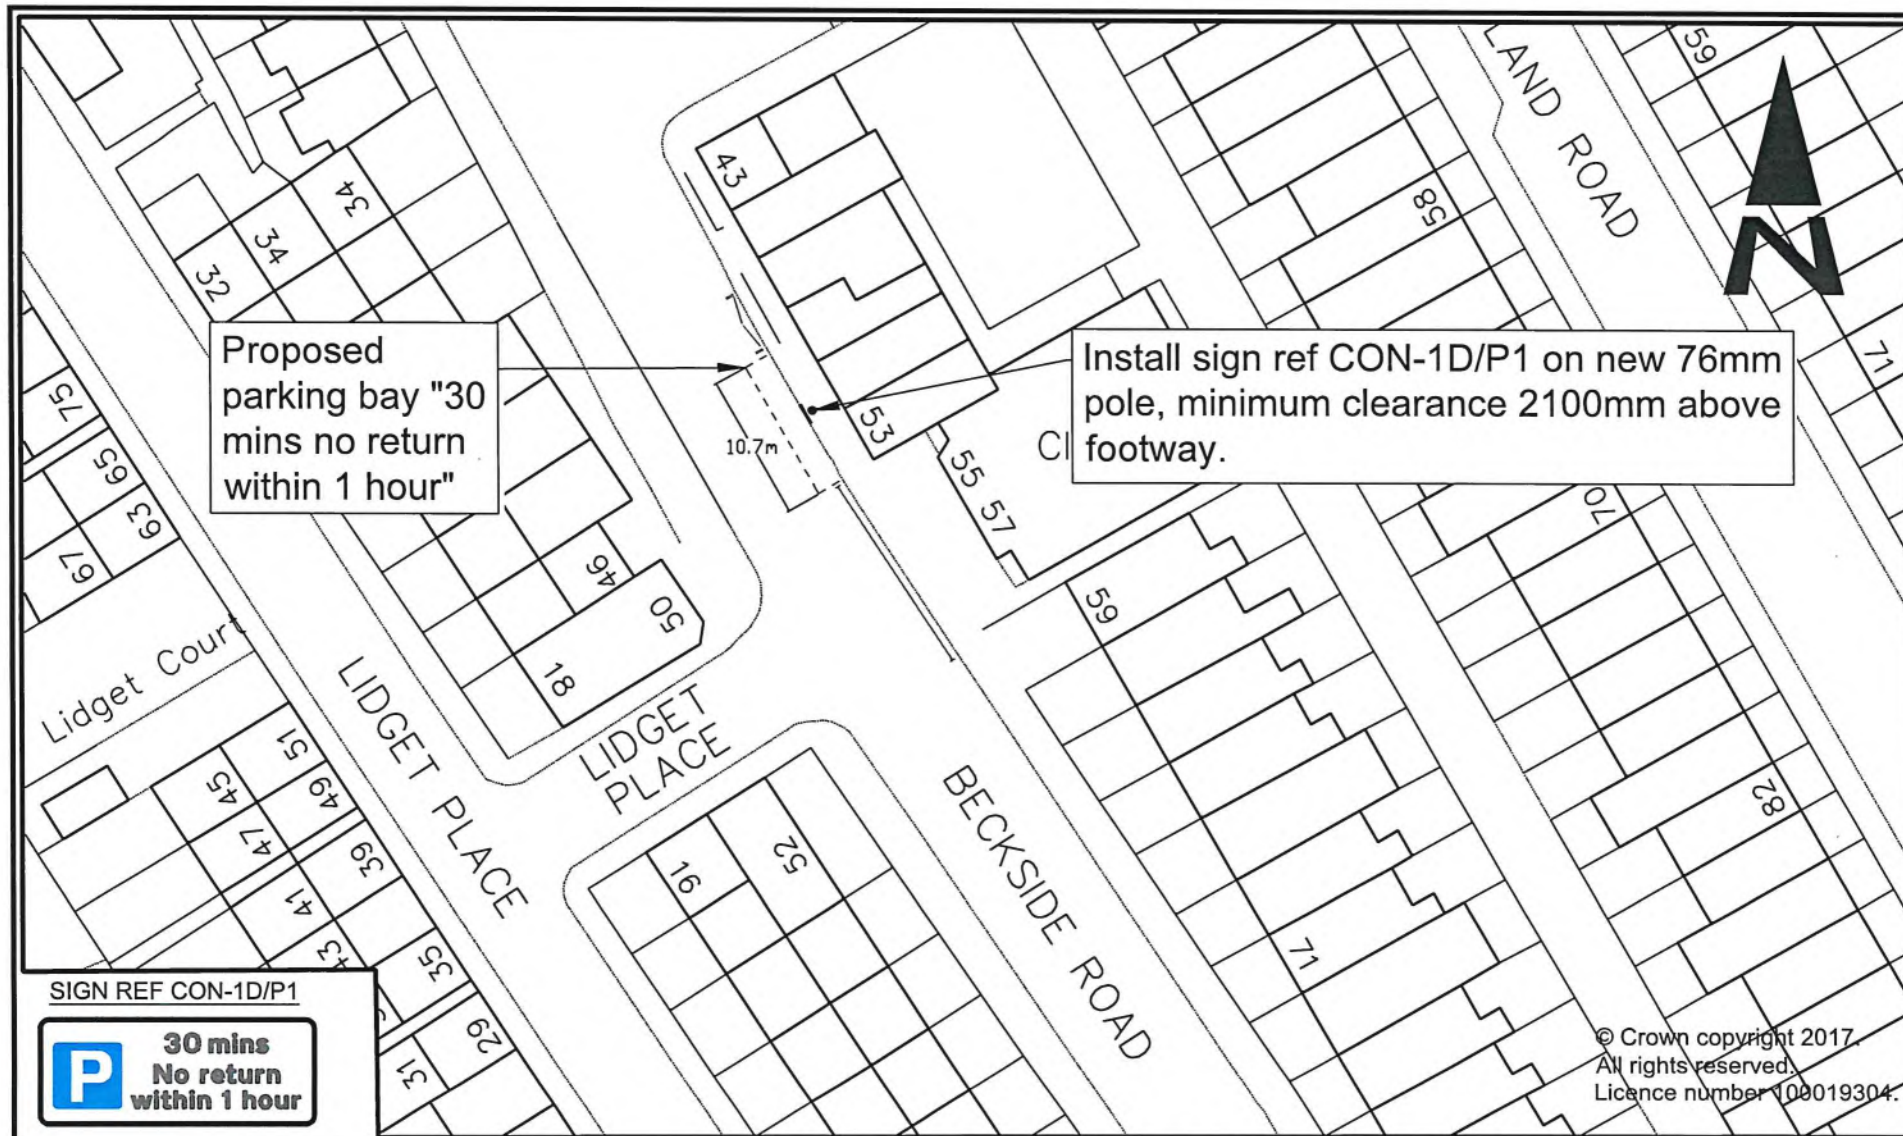 59
LAND ROAD
43
34
34
32
58
Proposed
parking bay "30
mins no return
within 1 hour"
Install sign ref CON-1D/P1 on new 76mm
pole, minimum clearance 2100mm above
footway.
N
71
75
65
63
67
10.7m
53
Cl
55 57
70
46
50
59
18
Lidget Court
LIDGET PLACE
LIDGET
PLACE
BECKSIDE ROAD
51
45
49
47
39
41
43
35
29
31
16
52
82
71
SIGN REF CON-1D/P1
P
30 mins
No return
within 1 hour
© Crown copyright 2017.
All rights reserved.
Licence number 100019304.